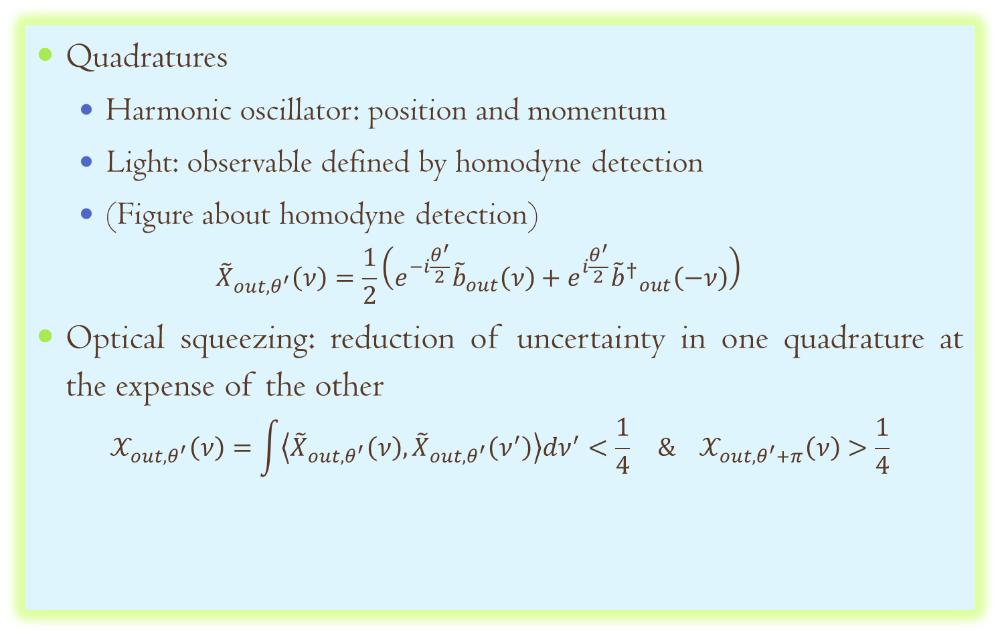 • Quadratures
• Harmonic oscillator: position and momentum
• Light: observable defined by homodyne detection
• (Figure about homodyne detection)
$\tilde{X}_{out,\theta'}(\nu) = \frac{1}{2}\left(e^{-i\frac{\theta'}{2}}\tilde{b}_{out}(\nu) + e^{i\frac{\theta'}{2}}\tilde{b}^{\dagger}{}_{out}(-\nu)\right)$
• Optical squeezing: reduction of uncertainty in one quadrature at
the expense of the other
$\mathcal{X}_{out,\theta'}(\nu) = \int \langle \tilde{X}_{out,\theta'}(\nu), \tilde{X}_{out,\theta'}(\nu') \rangle d\nu' < \frac{1}{4} \quad \& \quad \mathcal{X}_{out,\theta'+\pi}(\nu) > \frac{1}{4}$